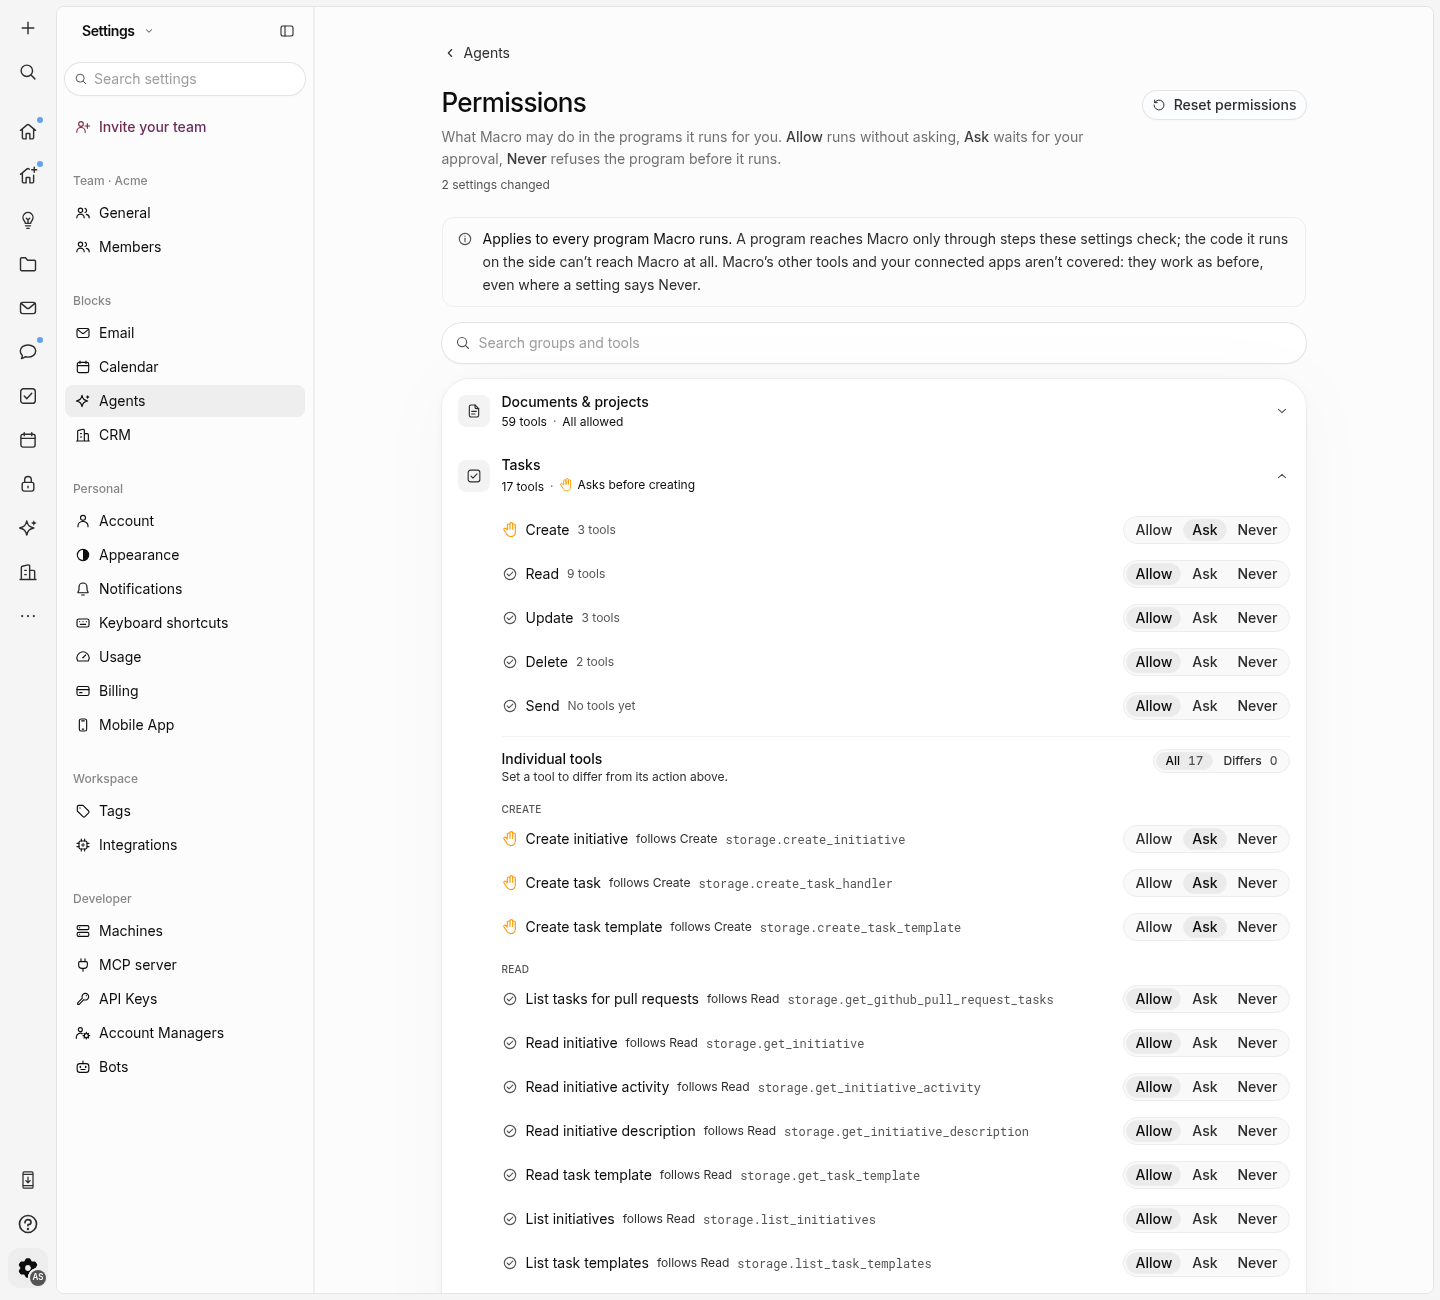 Settings
Search settings
Invite your team
Team · Acme
General
Members
Blocks
Email
Calendar
Agents
CRM
Personal
Account
Appearance
Notifications
Keyboard shortcuts
Usage
Billing
Mobile App
Workspace
Tags
Integrations
Developer
Machines
MCP server
API Keys
Account Managers
Bots
AS
Agents
Permissions
Reset permissions
What Macro may do in the programs it runs for you. Allow runs without asking, Ask waits for your
approval, Never refuses the program before it runs.
2 settings changed
Applies to every program Macro runs. A program reaches Macro only through steps these settings check; the code it runs
on the side can’t reach Macro at all. Macro’s other tools and your connected apps aren’t covered: they work as before,
even where a setting says Never.
Search groups and tools
Documents & projects
59 tools · All allowed
Tasks
17 tools · Asks before creating
Create 3 tools Allow Ask Never
Read 9 tools Allow Ask Never
Update 3 tools Allow Ask Never
Delete 2 tools Allow Ask Never
Send No tools yet Allow Ask Never
Individual tools All 17 Differs 0
Set a tool to differ from its action above.
CREATE
Create initiative follows Create storage.create_initiative Allow Ask Never
Create task follows Create storage.create_task_handler Allow Ask Never
Create task template follows Create storage.create_task_template Allow Ask Never
READ
List tasks for pull requests follows Read storage.get_github_pull_request_tasks Allow Ask Never
Read initiative follows Read storage.get_initiative Allow Ask Never
Read initiative activity follows Read storage.get_initiative_activity Allow Ask Never
Read initiative description follows Read storage.get_initiative_description Allow Ask Never
Read task template follows Read storage.get_task_template Allow Ask Never
List initiatives follows Read storage.list_initiatives Allow Ask Never
List task templates follows Read storage.list_task_templates Allow Ask Never